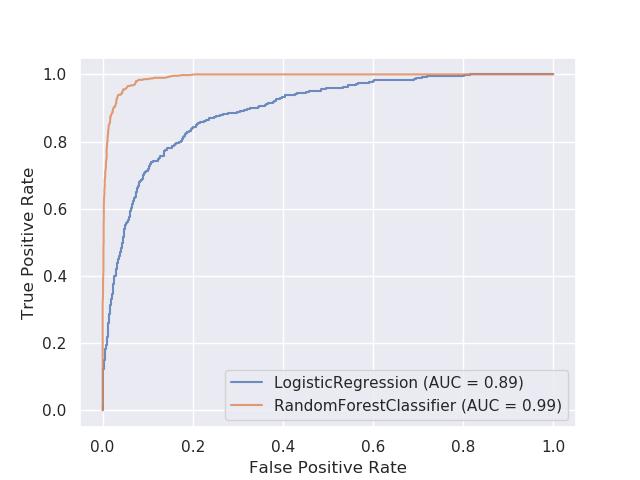 1.0
0.8
0.6
0.4
0.2
0.0
True Positive Rate
LogisticRegression (AUC = 0.89)
RandomForestClassifier (AUC = 0.99)
0.0 0.2 0.4 0.6 0.8 1.0
False Positive Rate